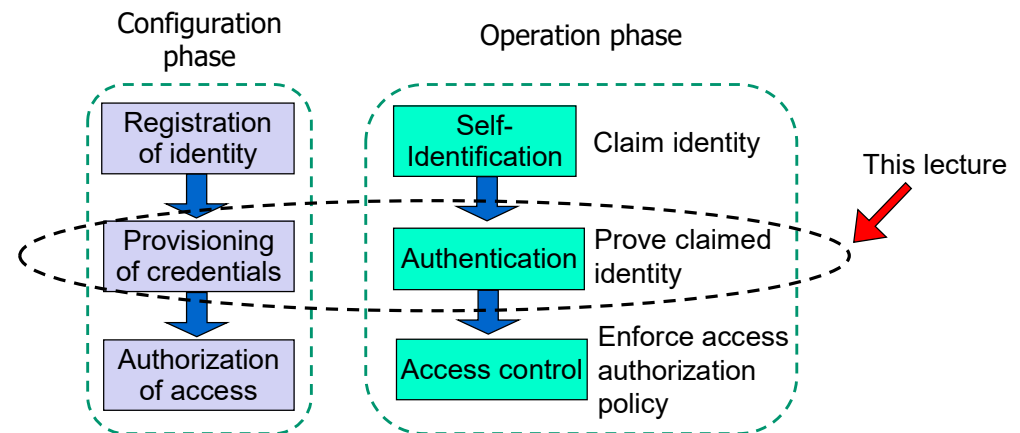 Configuration
phase
Operation phase
Registration
of identity
Self-
Identification
Claim identity
This lecture
Provisioning
of credentials
Authentication
Prove claimed
identity
Authorization
of access
Access control
Enforce access
authorization
policy